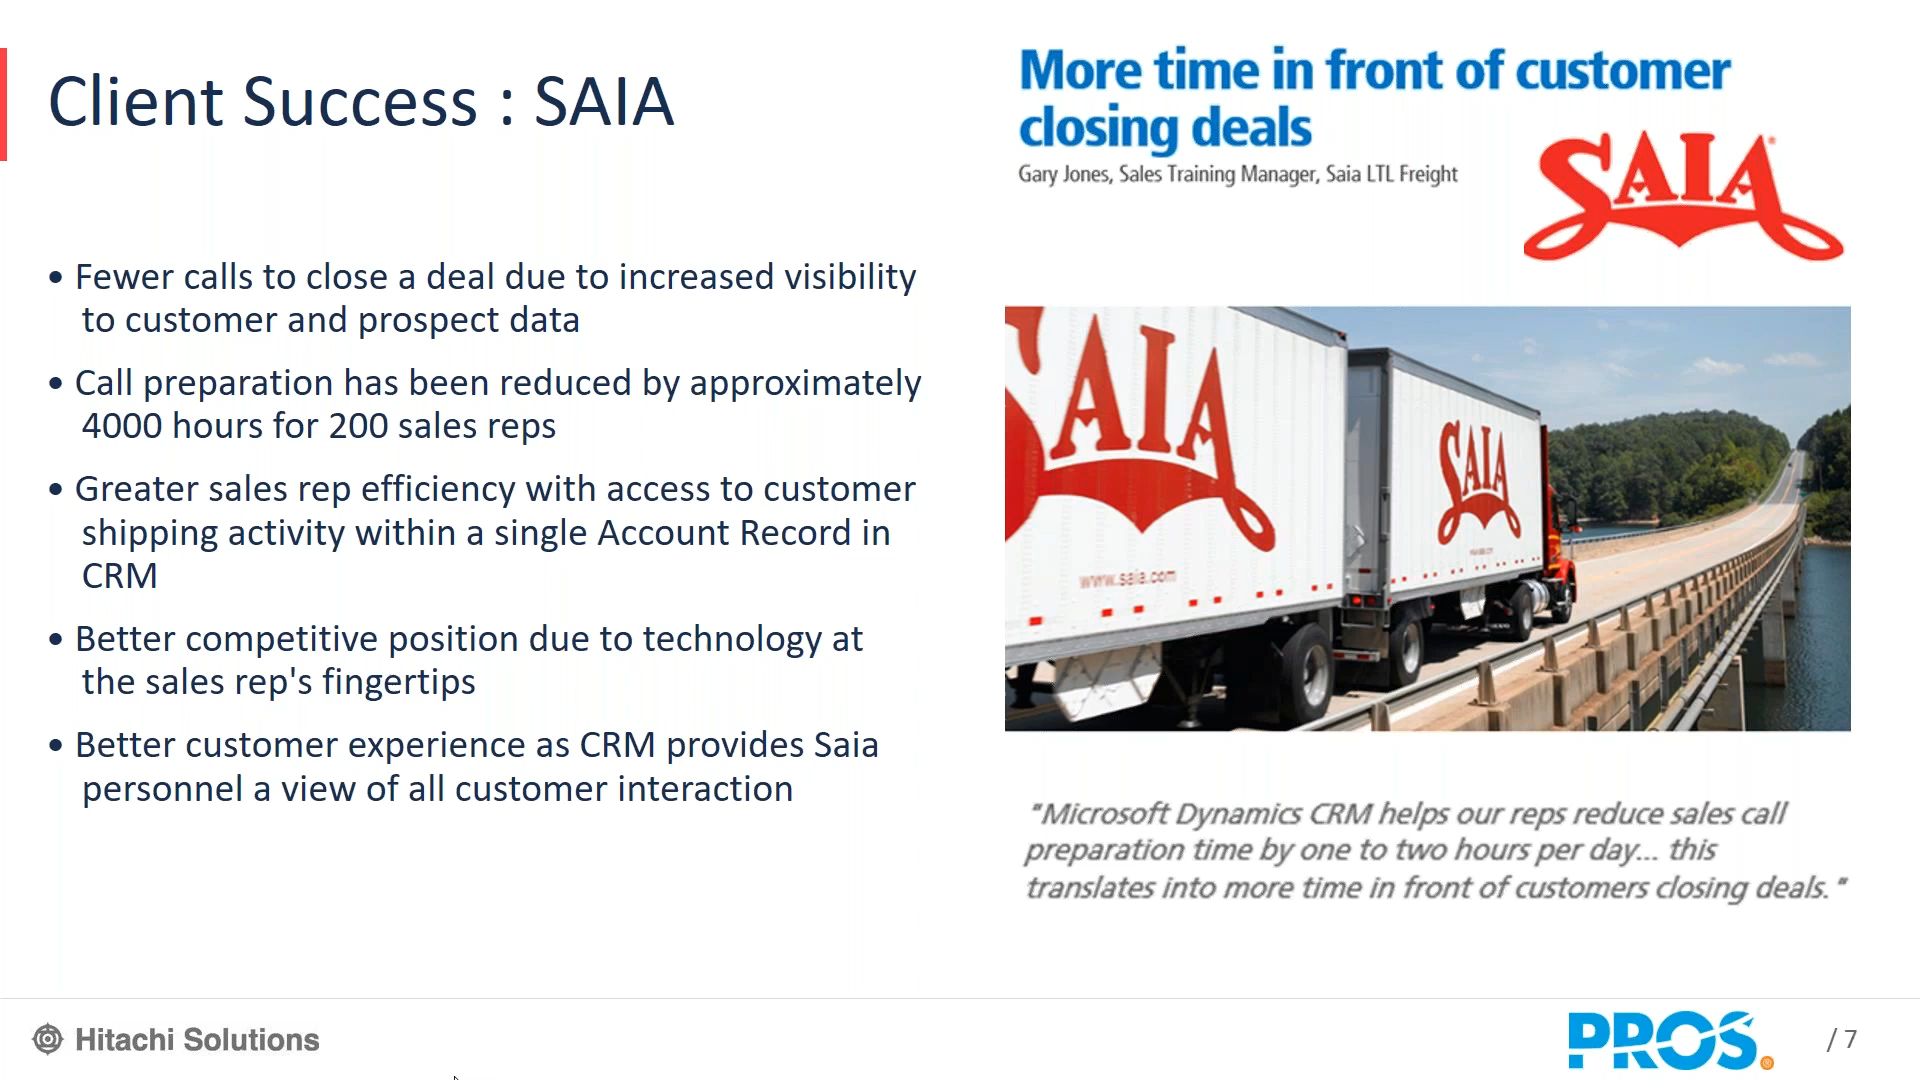 Client Success : SAIA
• Fewer calls to close a deal due to increased visibility
to customer and prospect data
• Call preparation has been reduced by approximately
4000 hours for 200 sales reps
• Greater sales rep efficiency with access to customer
shipping activity within a single Account Record in
CRM
• Better competitive position due to technology at
the sales rep's fingertips
• Better customer experience as CRM provides Saia
personnel a view of all customer interaction
More time in front of customer
closing deals
Gary Jones, Sales Training Manager, Saia LTL Freight
SAIA
SAIA
www.saia.com
SAIA
"Microsoft Dynamics CRM helps our reps reduce sales call
preparation time by one to two hours per day... this
translates into more time in front of customers closing deals."
Hitachi Solutions
PROS
/ 7